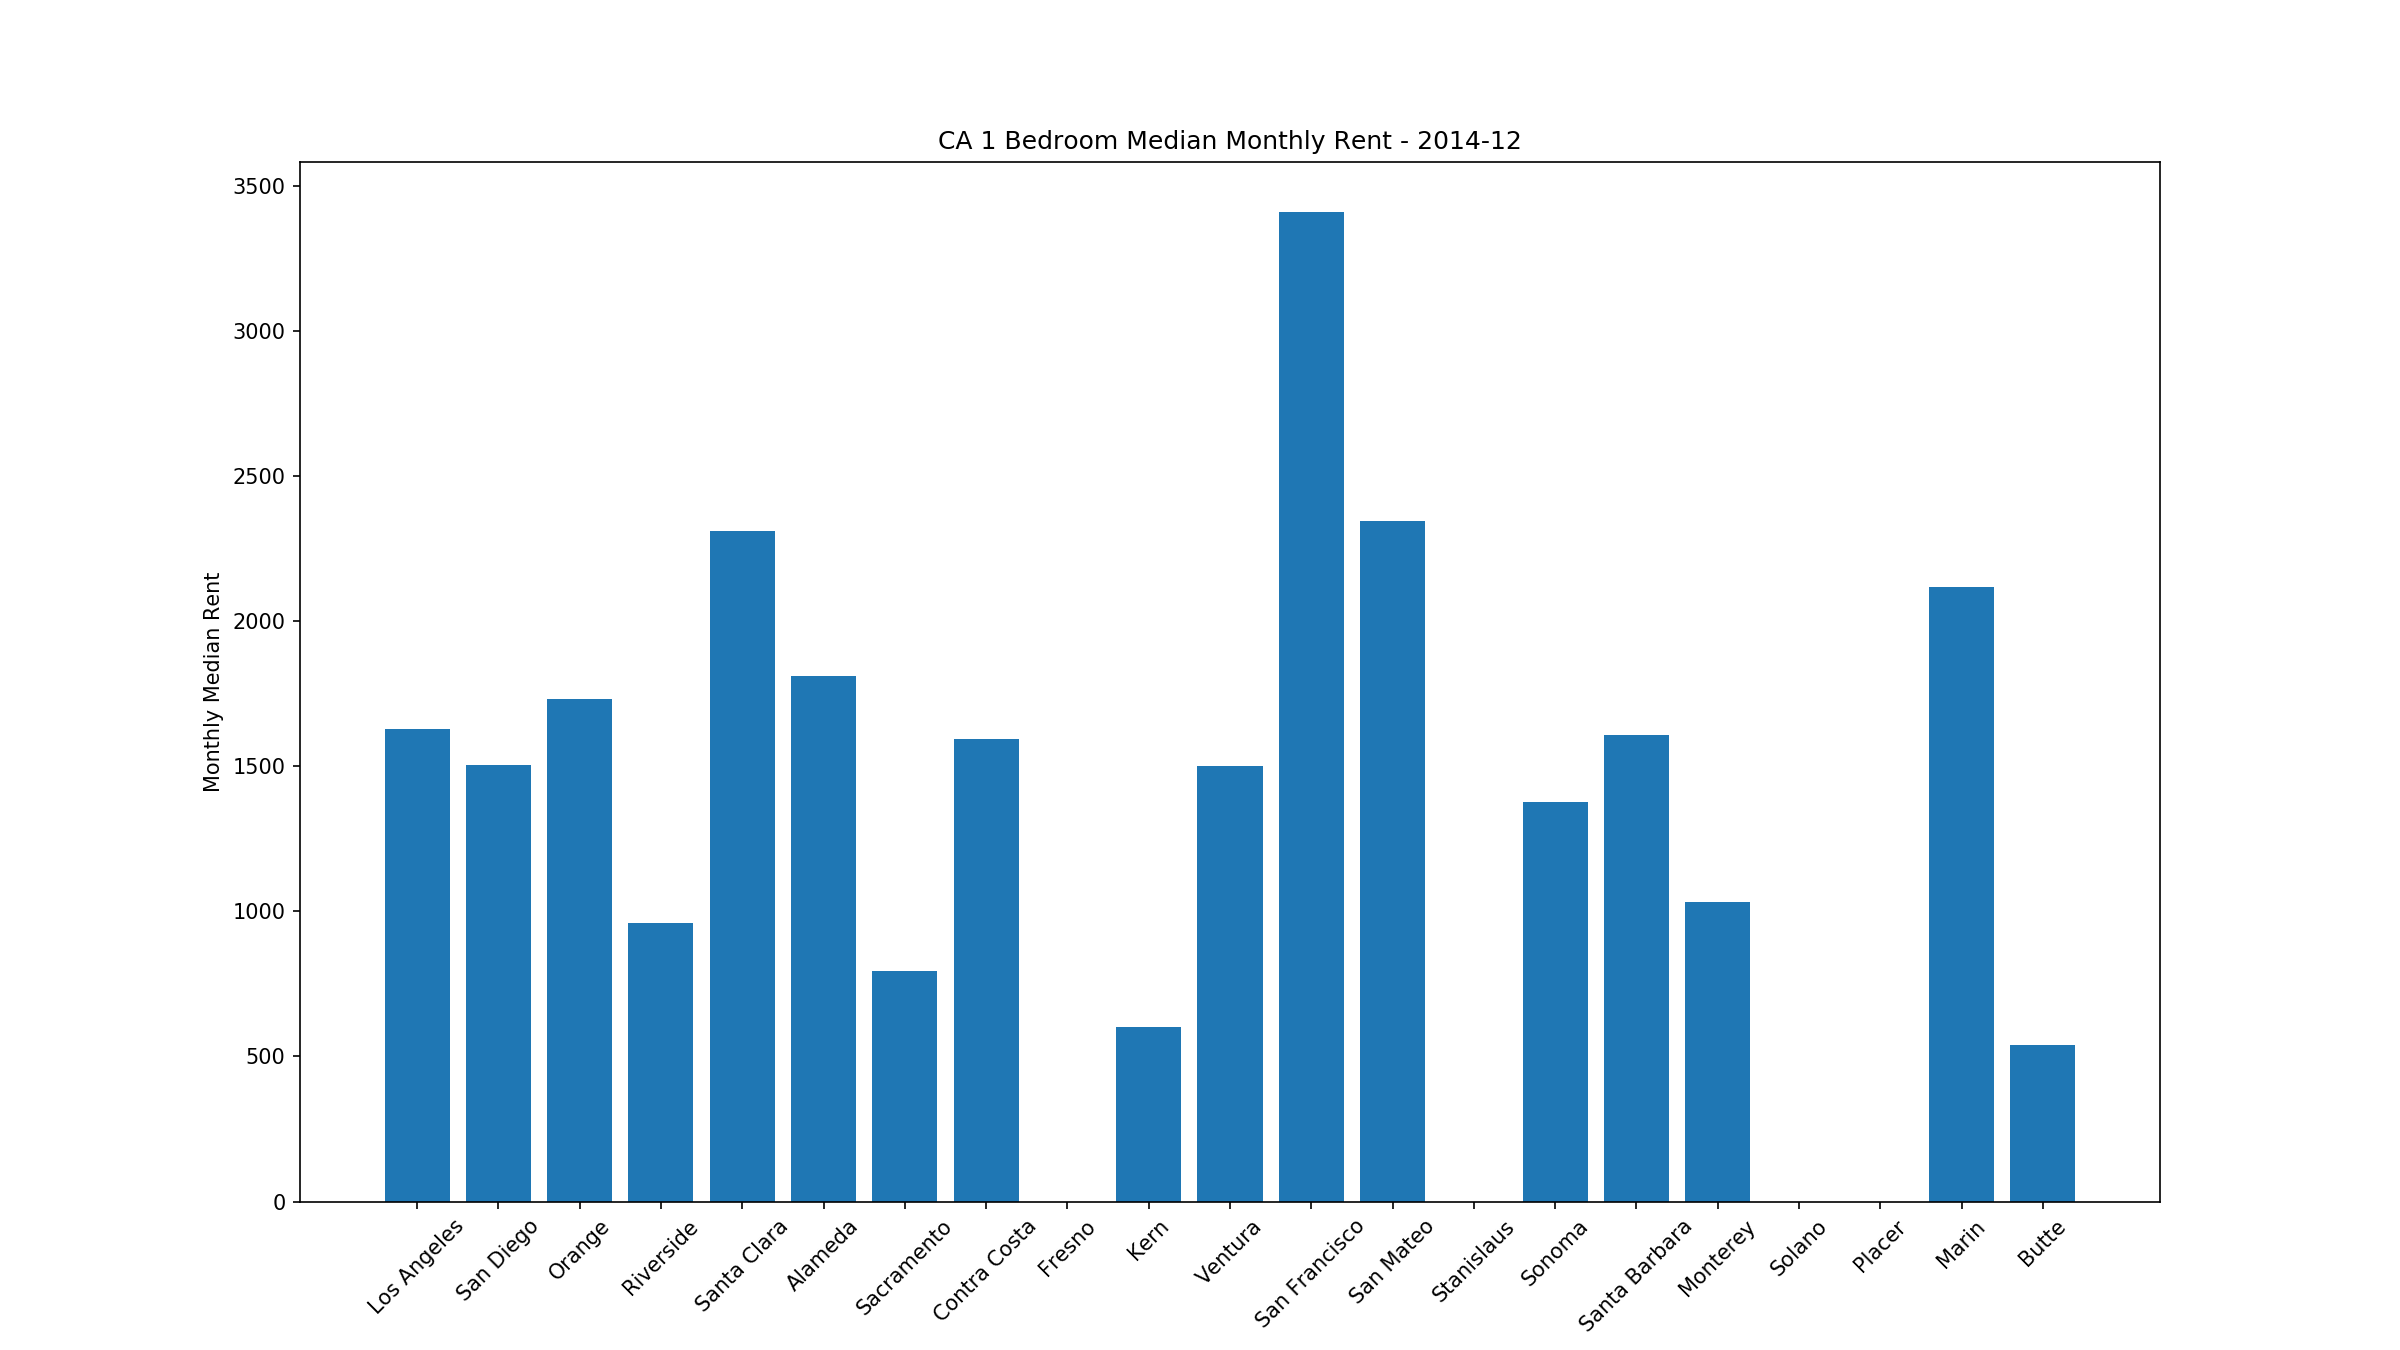 CA 1 Bedroom Median Monthly Rent - 2014-12
Monthly Median Rent
3500
3000
2500
2000
1500
1000
500
0
Los Angeles
San Diego
Orange
Riverside
Santa Clara
Alameda
Sacramento
Contra Costa
Fresno
Kern
Ventura
San Francisco
San Mateo
Stanislaus
Sonoma
Santa Barbara
Monterey
Solano
Placer
Marin
Butte